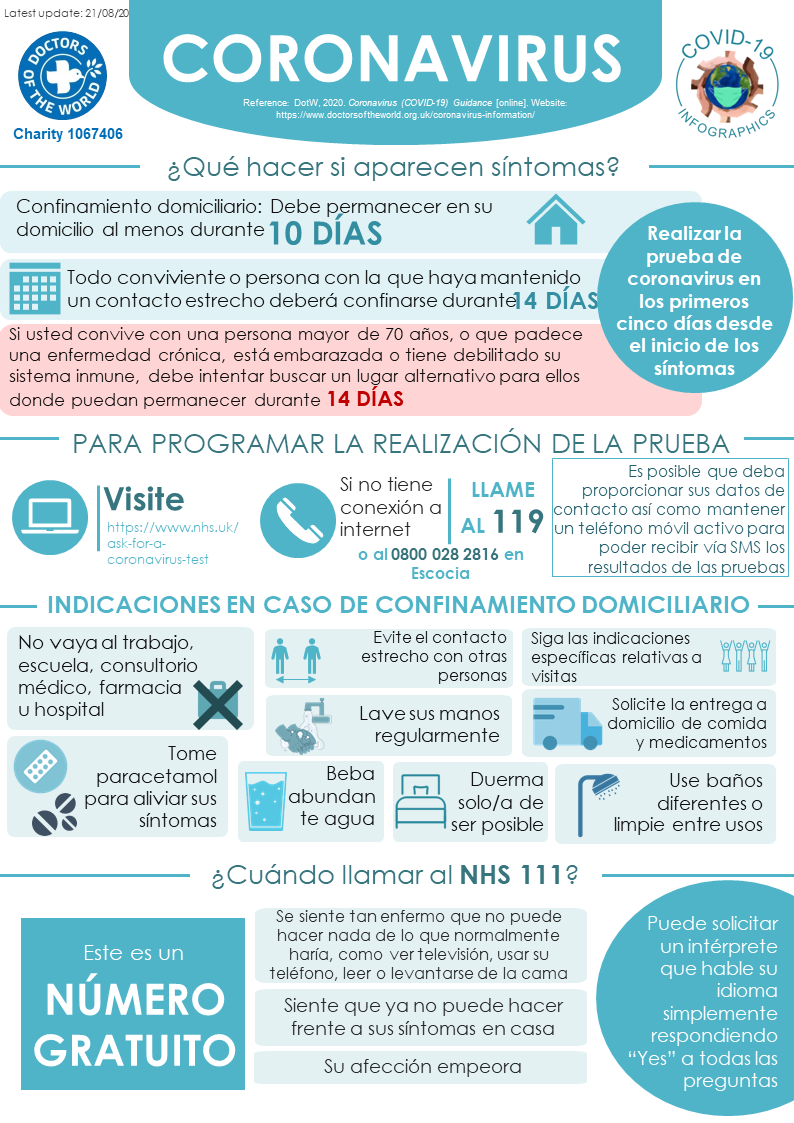 Latest update: 21/08/20
DOCTORS
OF THE WORLD
Charity 1067406
CORONAVIRUS
Reference: DotW, 2020. Coronavirus (COVID-19) Guidance [online]. Website:
https://www.doctorsoftheworld.org.uk/coronavirus-information/
COVID-19
INFOGRAPHICS
¿Qué hacer si aparecen síntomas?
Confinamiento domiciliario: Debe permanecer en su
domicilio al menos durante 10 DÍAS
Todo conviviente o persona con la que haya mantenido
un contacto estrecho deberá confinarse durante 14 DÍAS
Si usted convive con una persona mayor de 70 años, o que padece
una enfermedad crónica, está embarazada o tiene debilitado su
sistema inmune, debe intentar buscar un lugar alternativo para ellos
donde puedan permanecer durante 14 DÍAS
Realizar la
prueba de
coronavirus en
los primeros
cinco días desde
el inicio de los
síntomas
PARA PROGRAMAR LA REALIZACIÓN DE LA PRUEBA
Visite
https://www.nhs.uk/
ask-for-a-
coronavirus-test
Si no tiene
conexión a
internet
LLAME
AL 119
o al 0800 028 2816 en
Escocia
Es posible que deba
proporcionar sus datos de
contacto así como mantener
un teléfono móvil activo para
poder recibir vía SMS los
resultados de las pruebas
INDICACIONES EN CASO DE CONFINAMIENTO DOMICILIARIO
No vaya al trabajo,
escuela, consultorio
médico, farmacia
u hospital
Evite el contacto
estrecho con otras
personas
Siga las indicaciones
específicas relativas a
visitas
Lave sus manos
regularmente
Solicite la entrega a
domicilio de comida
y medicamentos
Tome
paracetamol
para aliviar sus
síntomas
Beba
abundan
te agua
Duerma
solo/a de
ser posible
Use baños
diferentes o
limpie entre usos
¿Cuándo llamar al NHS 111?
Este es un
NÚMERO
GRATUITO
Se siente tan enfermo que no puede
hacer nada de lo que normalmente
haría, como ver televisión, usar su
teléfono, leer o levantarse de la cama
Siente que ya no puede hacer
frente a sus síntomas en casa
Su afección empeora
Puede solicitar
un intérprete
que hable su
idioma
simplemente
respondiendo
“Yes” a todas las
preguntas